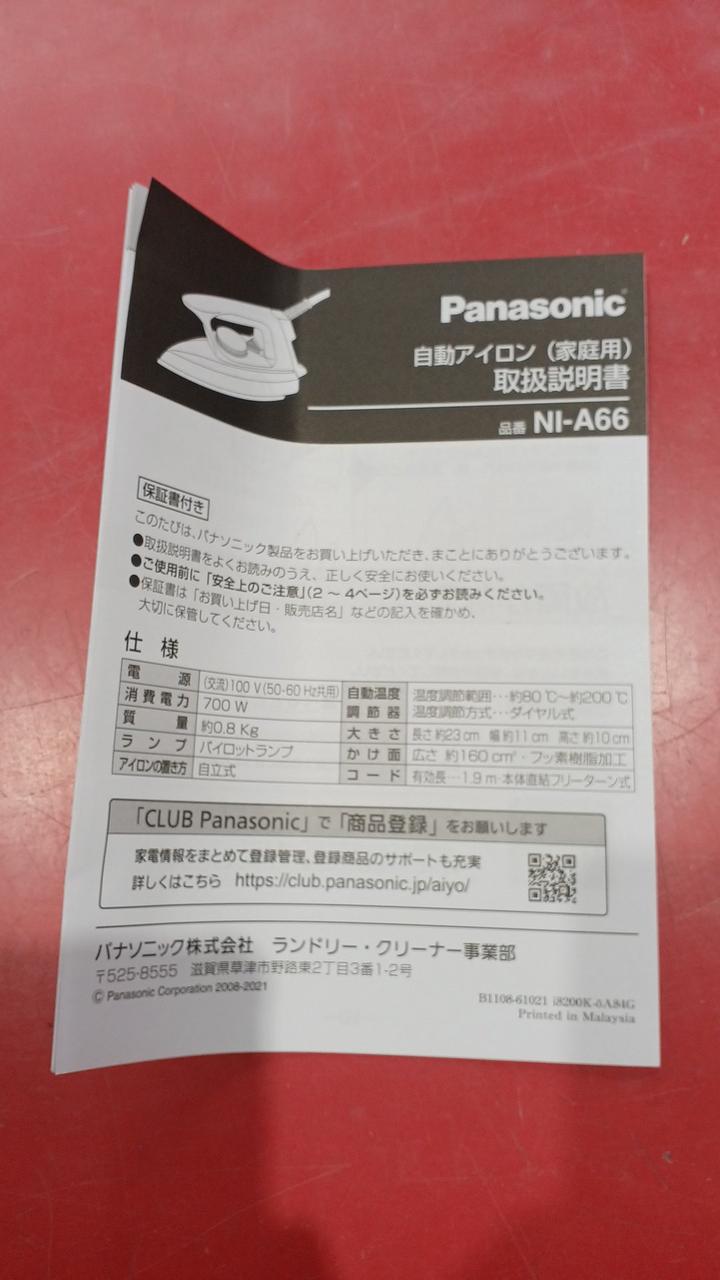 Panasonic
自動アイロン（家庭用）
取扱説明書
品番 NI-A66
保証書付き
このたびは、パナソニック製品をお買い上げいただき、まことにありがとうございます。
●取扱説明書をよくお読みのうえ、正しく安全にお使いください。
●ご使用前に「安全上のご注意」（2 ～ 4ページ）を必ずお読みください。
●保証書は「お買い上げ日・販売店名」などの記入を確かめ、
大切に保管してください。
仕 様
電 源 (交流)100 V(50-60 Hz共用)
消費電力 700 W
質 量 約0.8 Kg
ラ ン プ パイロットランプ
アイロンの置き方 自立式
自動温度調節器 温度調節範囲…約80 ℃～約200 ℃
温度調節方式…ダイヤル式
大 き さ 長さ 約23 cm 幅 約11 cm 高さ 約10 cm
か け 面 広さ 約160 cm²・フッ素樹脂加工
コ ー ド 有効長…1.9 m・本体直結フリーターン式
「CLUB Panasonic」で「商品登録」をお願いします
家電情報をまとめて登録管理、登録商品のサポートも充実
詳しくはこちら https://club.panasonic.jp/aiyo/
パナソニック株式会社 ランドリー・クリーナー事業部
〒525-8555 滋賀県草津市野路東2丁目3番1-2号
© Panasonic Corporation 2008-2021
B1108-61021 i8200K-0A84G
Printed in Malaysia